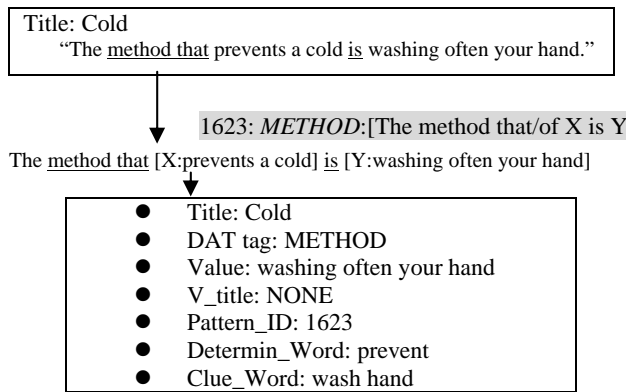 Title: Cold
“The method that prevents a cold is washing often your hand.”
1623: METHOD:[The method that/of X is Y
The method that [X:prevents a cold] is [Y:washing often your hand]
● Title: Cold
● DAT tag: METHOD
● Value: washing often your hand
● V_title: NONE
● Pattern_ID: 1623
● Determin_Word: prevent
● Clue_Word: wash hand